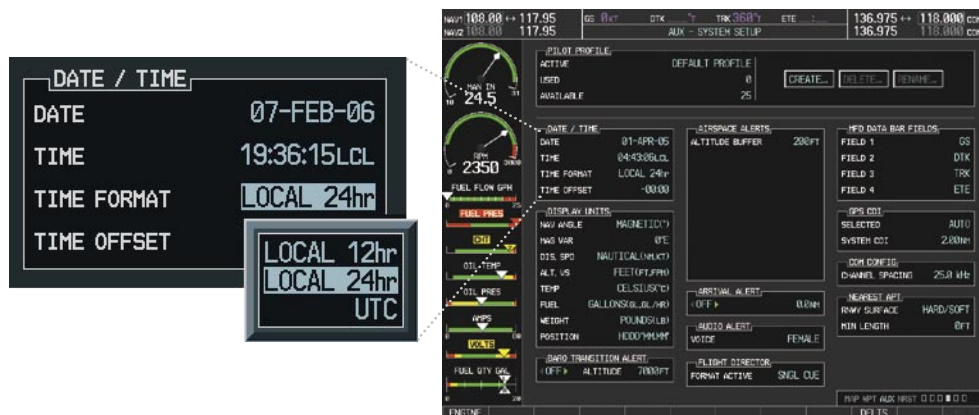 DATE / TIME
DATE 07-FEB-06
TIME 19:36:15LCL
TIME FORMAT LOCAL 24hr
TIME OFFSET
LOCAL 12hr
LOCAL 24hr
UTC
NAV1 108.00 ↔ 117.95 GS 0KT DTK °T TRK 360°T ETE 136.975 ↔ 118.000 COM
NAV2 108.00 117.95 AUX - SYSTEM SETUP 136.975 118.000 COM
MAN IN
24.5
RPM
2350
FUEL FLOW GPH
FUEL PRES
CHT
OIL TEMP
OIL PRES
AMPS
VOLTS
FUEL QTY GAL
ENGINE
PILOT PROFILE
ACTIVE DEFAULT PROFILE
USED 0
AVAILABLE 25
CREATE... DELETE... RENAME...
DATE / TIME
DATE 01-APR-05
TIME 04:43:06LCL
TIME FORMAT LOCAL 24hr
TIME OFFSET -00:00
DISPLAY UNITS
NAV ANGLE MAGNETIC(°)
MAG VAR 0°E
DIS, SPD NAUTICAL(NM,KT)
ALT, VS FEET(FT,FPM)
TEMP CELSIUS(°C)
FUEL GALLONS(GL,GL/HR)
WEIGHT POUNDS(LB)
POSITION HDDD°MM.MM'
BARO TRANSITION ALERT
◂OFF▸ ALTITUDE 7000FT
AIRSPACE ALERTS
ALTITUDE BUFFER 200FT
ARRIVAL ALERT
◂OFF▸ 0.0NM
AUDIO ALERT
VOICE FEMALE
FLIGHT DIRECTOR
FORMAT ACTIVE SNGL CUE
MFD DATA BAR FIELDS
FIELD 1 GS
FIELD 2 DTK
FIELD 3 TRK
FIELD 4 ETE
GPS CDI
SELECTED AUTO
SYSTEM CDI 2.00NM
COM CONFIG
CHANNEL SPACING 25.0 kHz
NEAREST APT
RNWY SURFACE HARD/SOFT
MIN LENGTH 0FT
MAP WPT AUX NRST
DFLTS